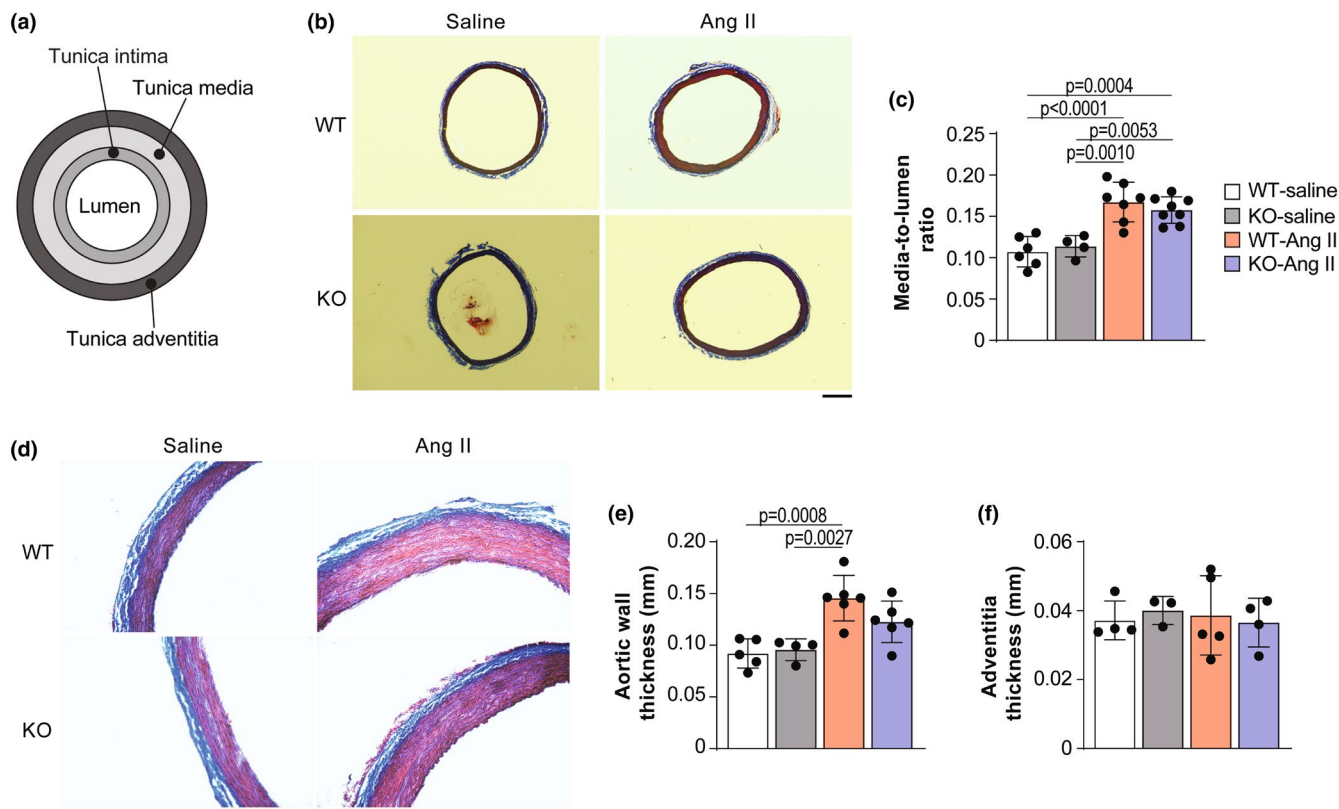 (a)
Tunica intima
Tunica media
Lumen
Tunica adventitia
(b)
Saline
Ang II
WT
KO
(c)
p=0.0004
p<0.0001
p=0.0053
p=0.0010
Media-to-lumen
ratio
0.25
0.20
0.15
0.10
0.05
0
WT-saline
KO-saline
WT-Ang II
KO-Ang II
(d)
Saline
Ang II
WT
KO
(e)
p=0.0008
p=0.0027
Aortic wall
thickness (mm)
0.20
0.15
0.10
0.05
0
(f)
Adventitia
thickness (mm)
0.06
0.04
0.02
0